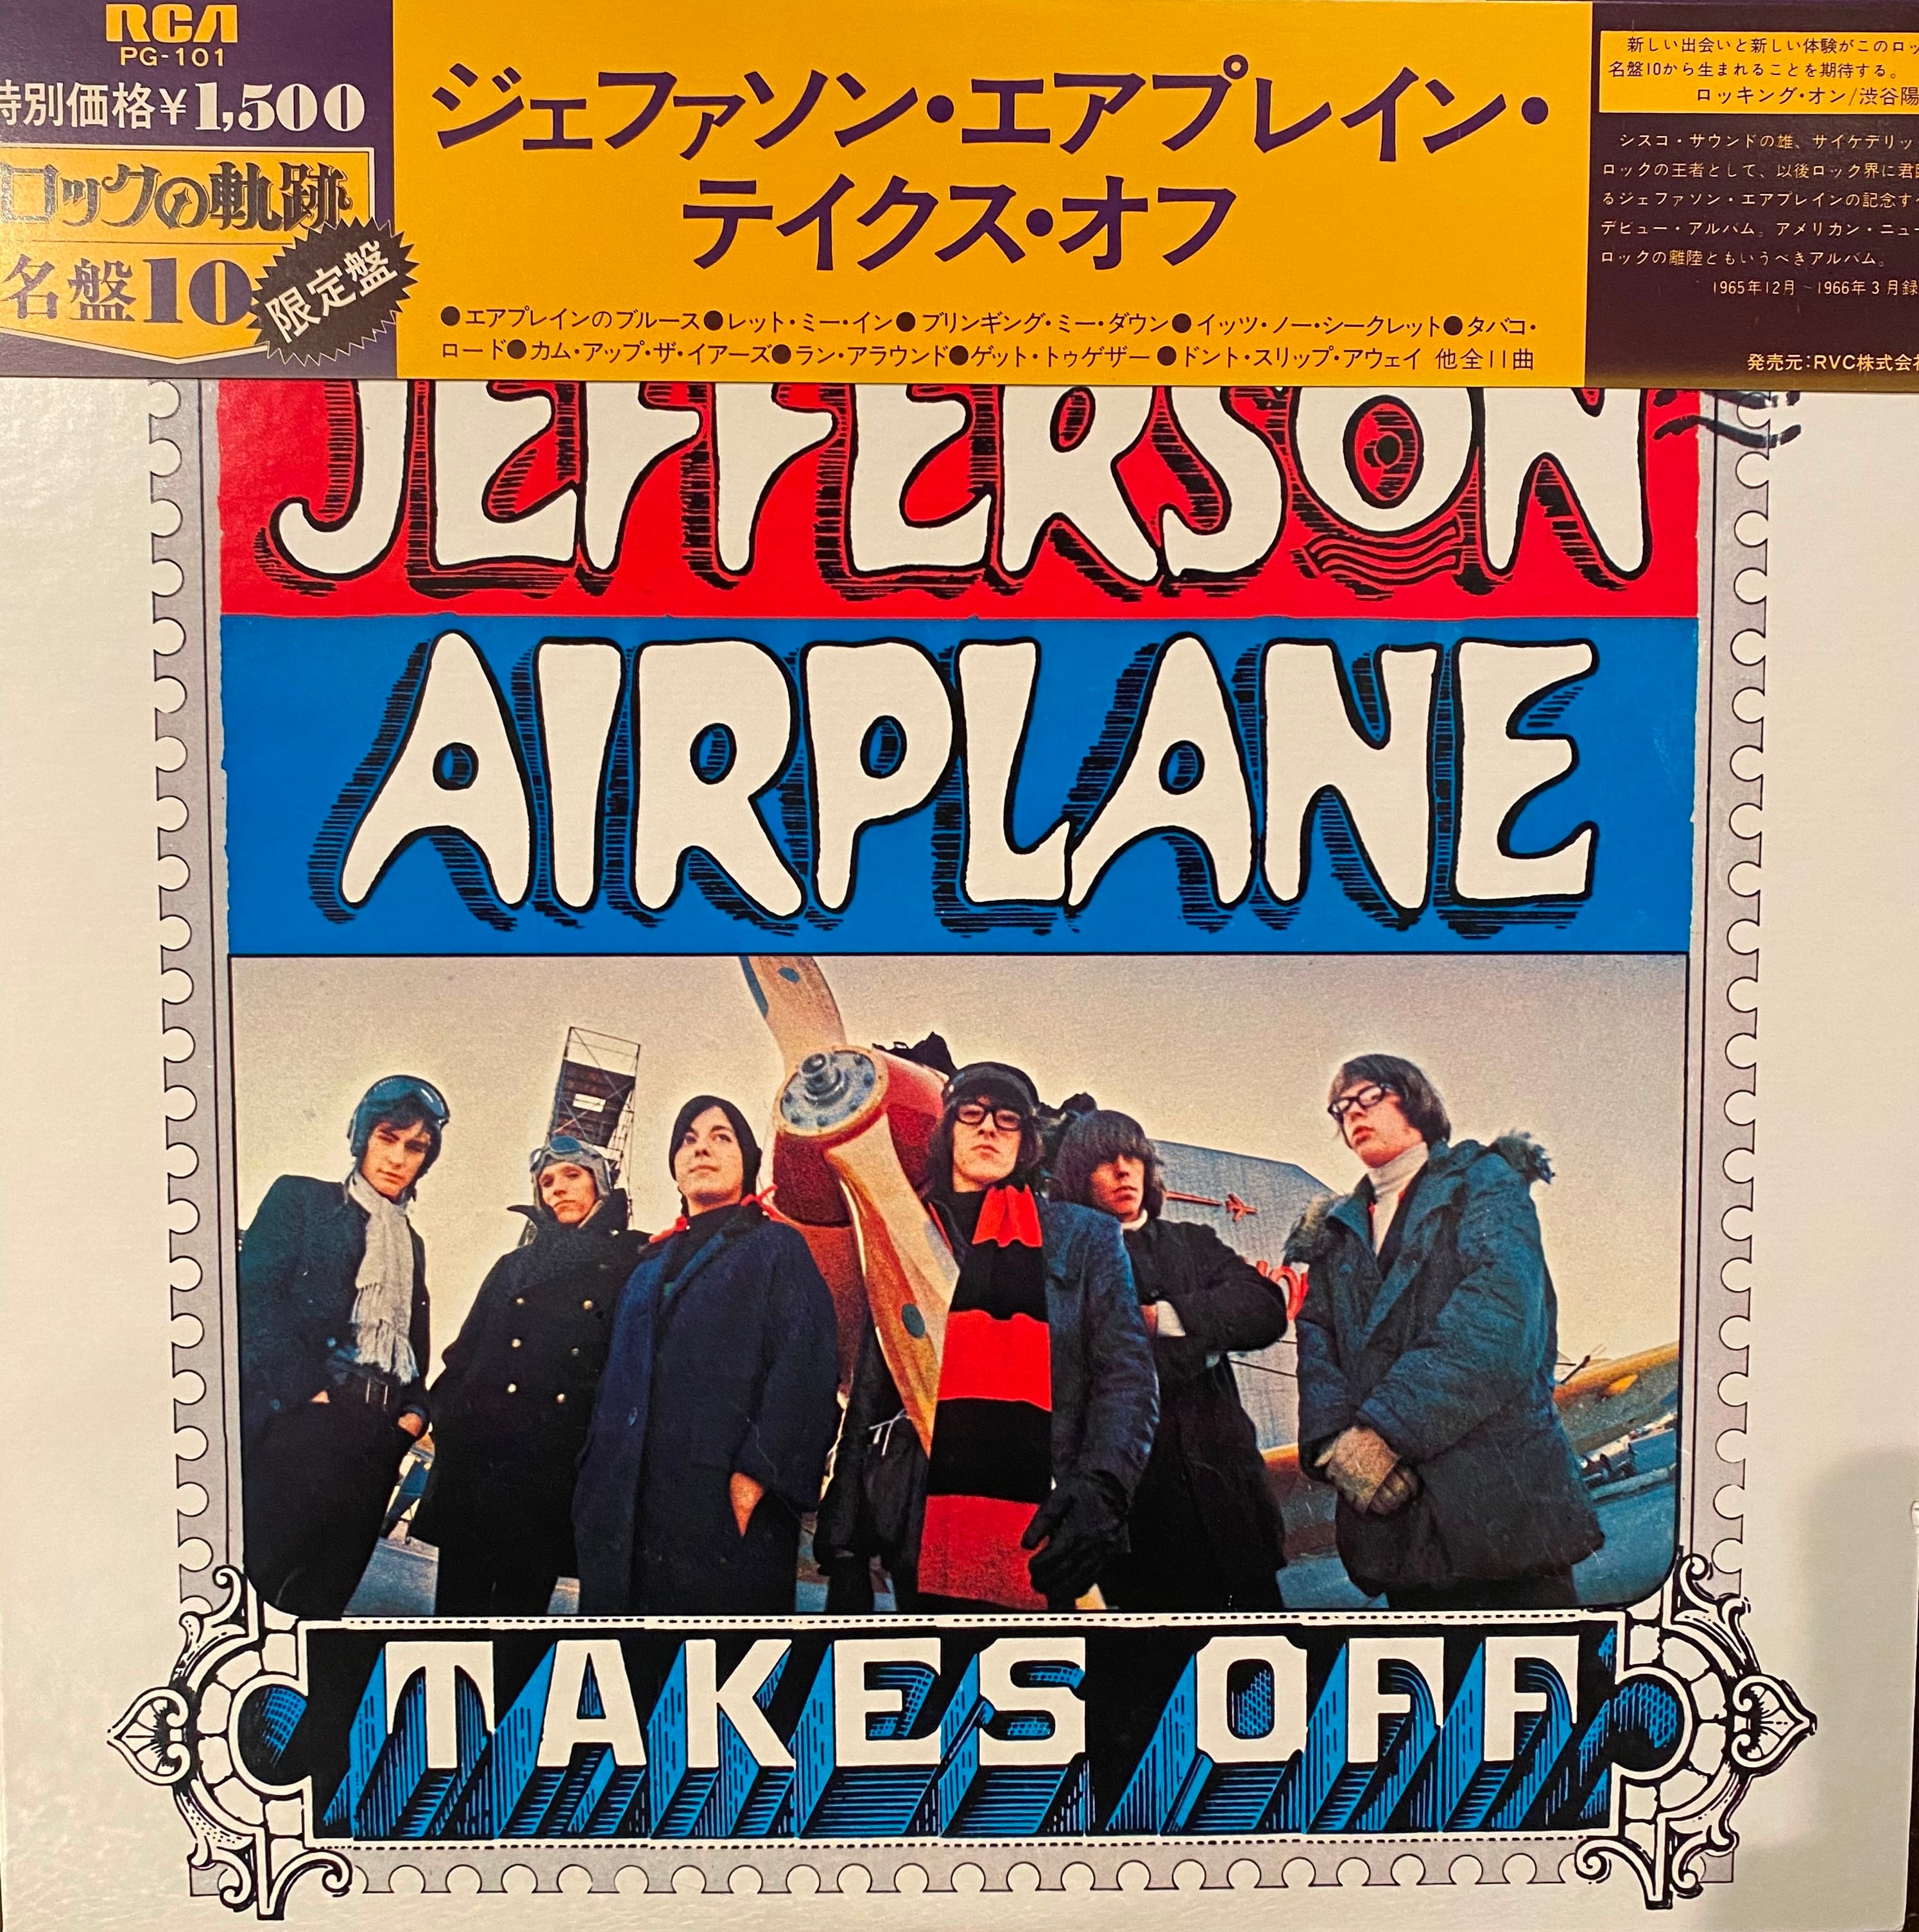 RCA
PG-101
特別価格¥1,500
ロックの軌跡
名盤10
限定盤
ジェファソン・エアプレイン・
テイクス・オフ
●エアプレインのブルース●レット・ミー・イン●ブリンギング・ミー・ダウン●イッツ・ノー・シークレット●タバコ・
ロード●カム・アップ・ザ・イアーズ●ラン・アラウンド●ゲット・トゥゲザー●ドント・スリップ・アウェイ 他全11曲
新しい出会いと新しい体験がこのロッ
名盤10から生まれることを期待する。
ロッキング・オン/渋谷陽
シスコ・サウンドの雄、サイケデリッ
ロックの王者として、以後ロック界に君
るジェファソン・エアプレインの記念す
デビュー・アルバム。アメリカン・ニュー
ロックの離陸ともいうべきアルバム。
1965年12月~1966年3月録
発売元:RVC株式会
JEFFERSON
AIRPLANE
TAKES OFF